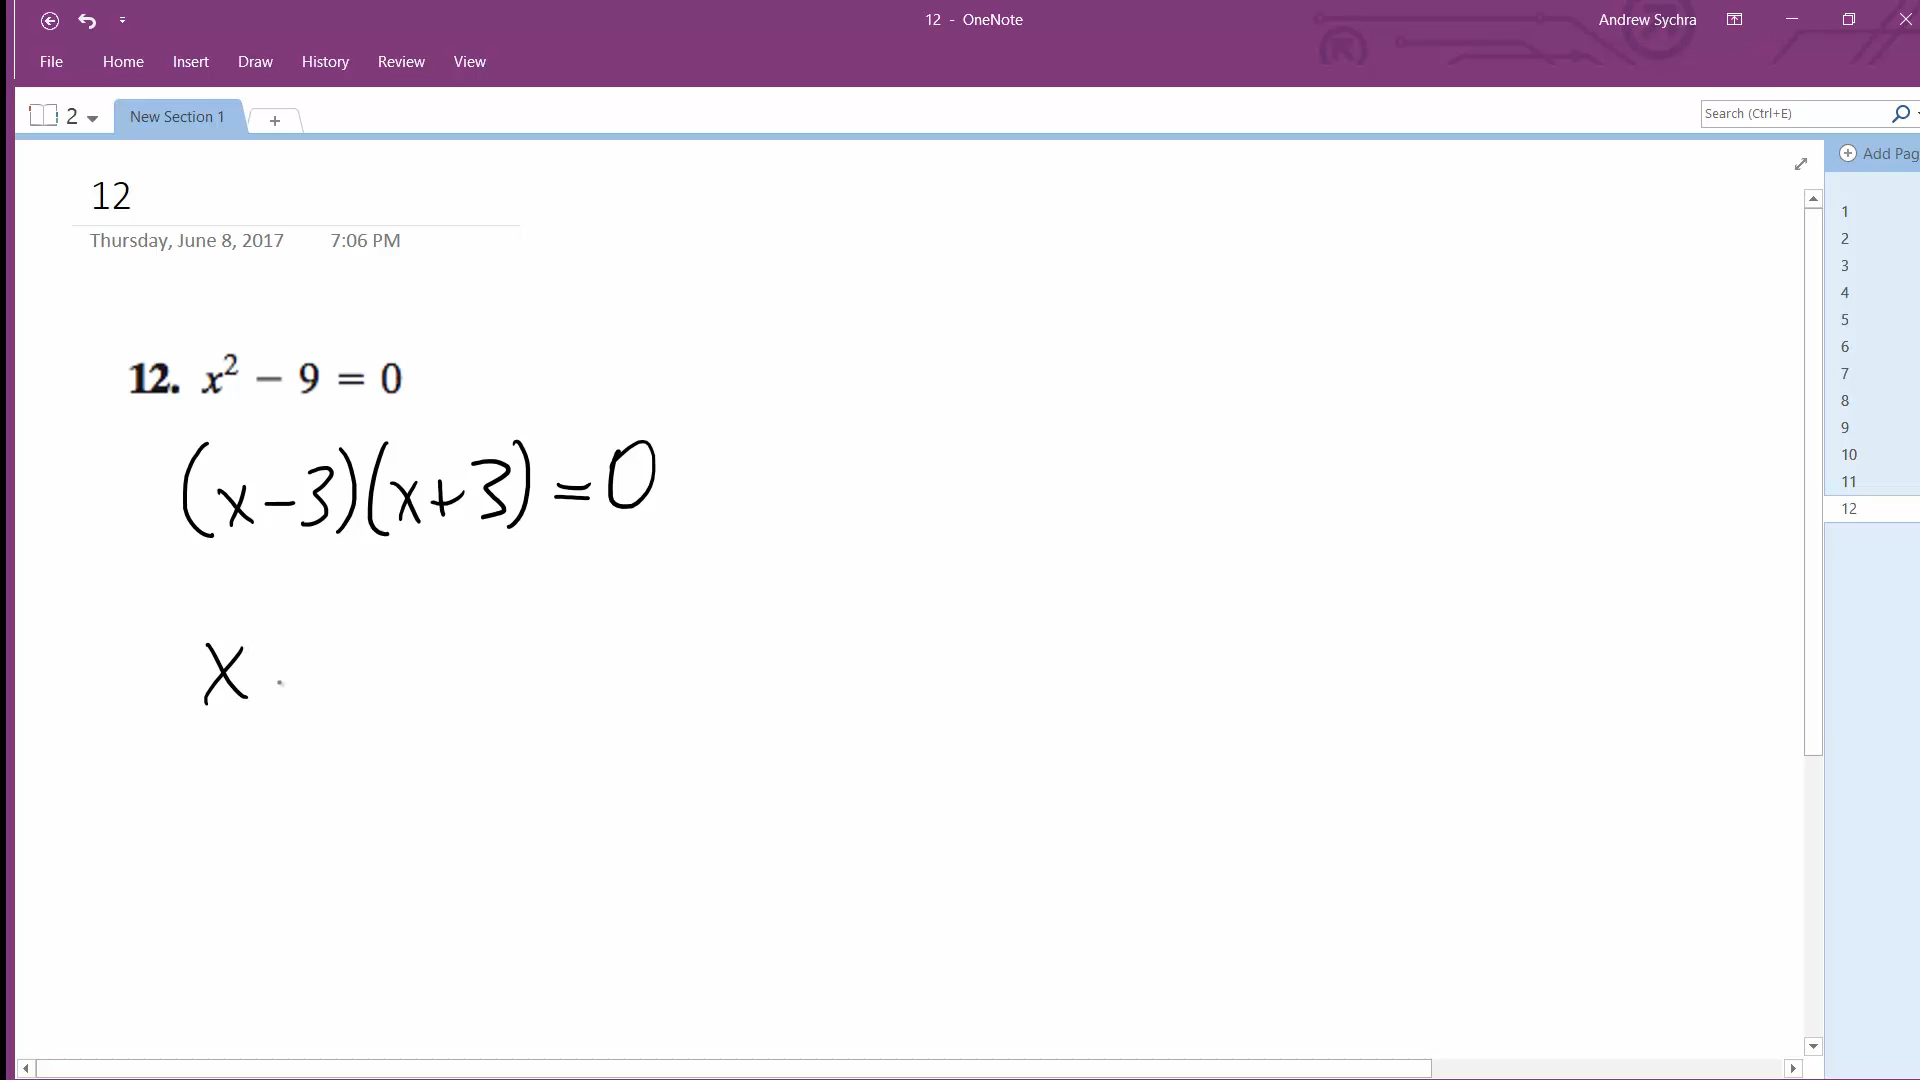 12 - OneNote
Andrew Sychra
File Home Insert Draw History Review View
2 New Section 1 +
Search (Ctrl+E)
Add Pag
12
Thursday, June 8, 2017 7:06 PM
12. x² − 9 = 0
(x−3)(x+3) = 0
x
1
2
3
4
5
6
7
8
9
10
11
12